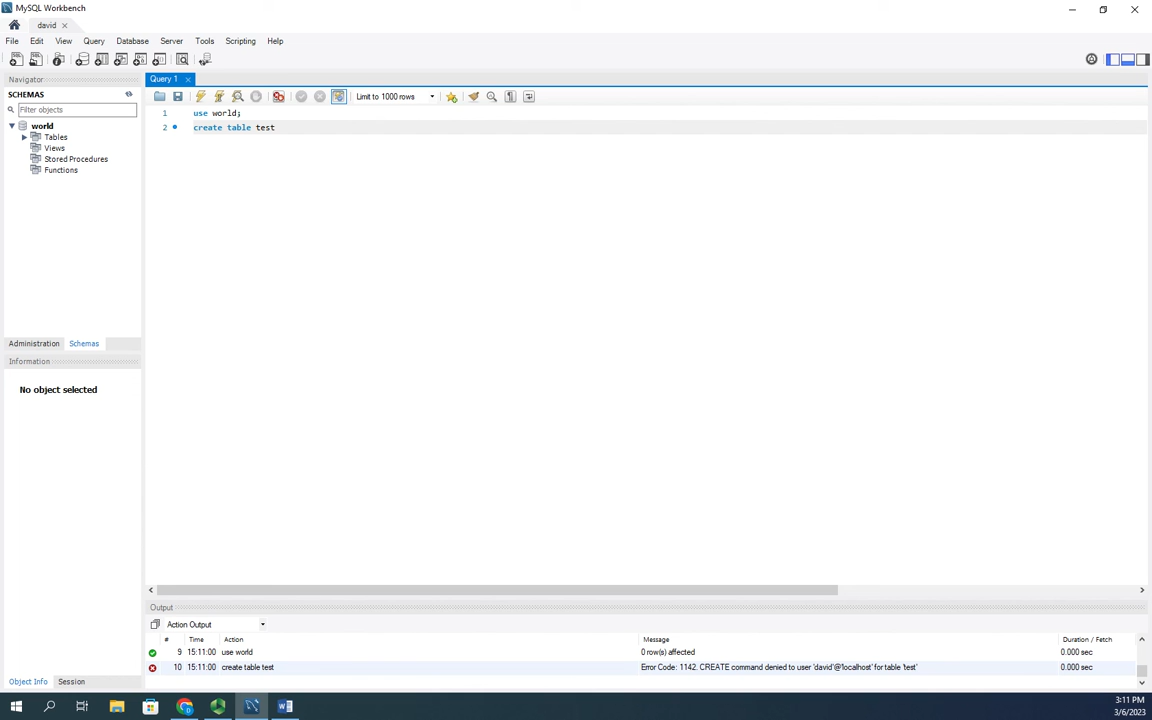 MySQL Workbench
david
File Edit View Query Database Server Tools Scripting Help
Navigator
SCHEMAS
Filter objects
world
Tables
Views
Stored Procedures
Functions
Administration Schemas
Information
No object selected
Object Info Session
Query 1
Limit to 1000 rows
1 use world;
2 create table test
Output
Action Output
# Time Action Message Duration / Fetch
9 15:11:00 use world 0 row(s) affected 0.000 sec
10 15:11:00 create table test Error Code: 1142. CREATE command denied to user 'david'@'localhost' for table 'test' 0.000 sec
3:11 PM
3/6/2023